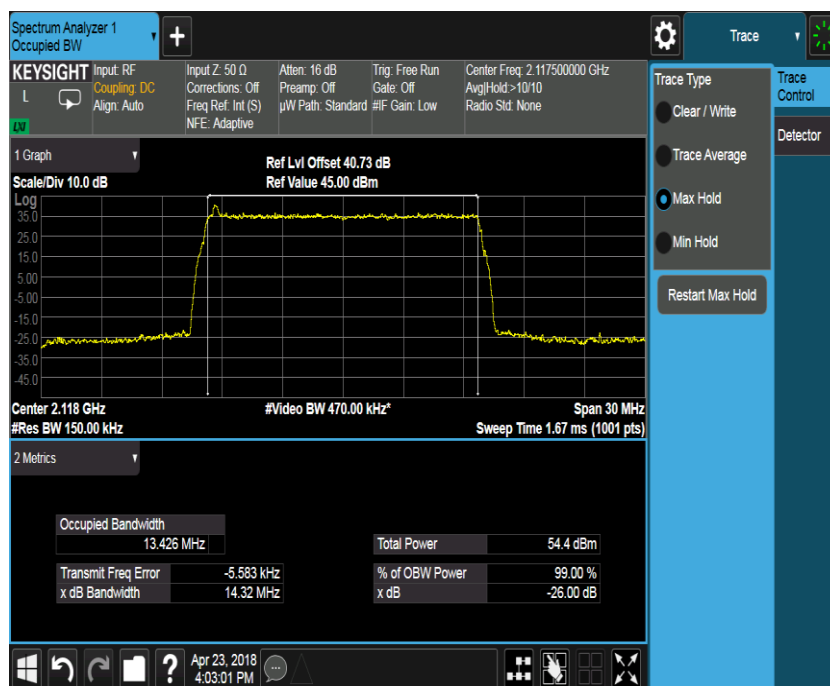 Spectrum Analyzer 1
Occupied BW
+
Trace
KEYSIGHT
L
LXI
Input: RF
Coupling: DC
Align: Auto
Input Z: 50 Ω
Corrections: Off
Freq Ref: Int (S)
NFE: Adaptive
Atten: 16 dB
Preamp: Off
µW Path: Standard
Trig: Free Run
Gate: Off
#IF Gain: Low
Center Freq: 2.117500000 GHz
Avg|Hold:>10/10
Radio Std: None
1 Graph
Scale/Div 10.0 dB
Ref Lvl Offset 40.73 dB
Ref Value 45.00 dBm
Log
35.0
25.0
15.0
5.00
-5.00
-15.0
-25.0
-35.0
-45.0
Center 2.118 GHz
#Video BW 470.00 kHz*
Span 30 MHz
#Res BW 150.00 kHz
Sweep Time 1.67 ms (1001 pts)
2 Metrics
Occupied Bandwidth
13.426 MHz
Total Power 54.4 dBm
Transmit Freq Error -5.583 kHz
% of OBW Power 99.00 %
x dB Bandwidth 14.32 MHz
x dB -26.00 dB
Trace Type
Clear / Write
Trace Average
Max Hold
Min Hold
Restart Max Hold
Trace
Control
Detector
?
Apr 23, 2018
4:03:01 PM